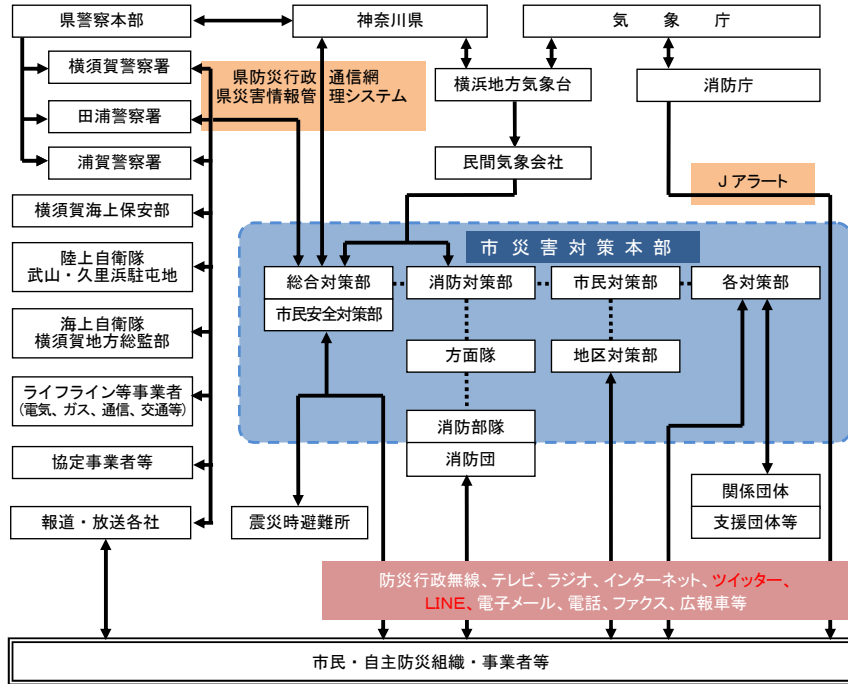 県警察本部
神奈川県
気象庁
横須賀警察署
県防災行政通信網
県災害情報管理システム
横浜地方気象台
消防庁
田浦警察署
浦賀警察署
民間気象会社
Jアラート
横須賀海上保安部
市災害対策本部
陸上自衛隊
武山・久里浜駐屯地
総合対策部
消防対策部
市民対策部
各対策部
市民安全対策部
海上自衛隊
横須賀地方総監部
方面隊
地区対策部
ライフライン等事業者
(電気、ガス、通信、交通等)
消防部隊
消防団
協定事業者等
関係団体
支援団体等
報道・放送各社
震災時避難所
防災行政無線、テレビ、ラジオ、インターネット、ツイッター、
LINE、電子メール、電話、ファクス、広報車等
市民・自主防災組織・事業者等